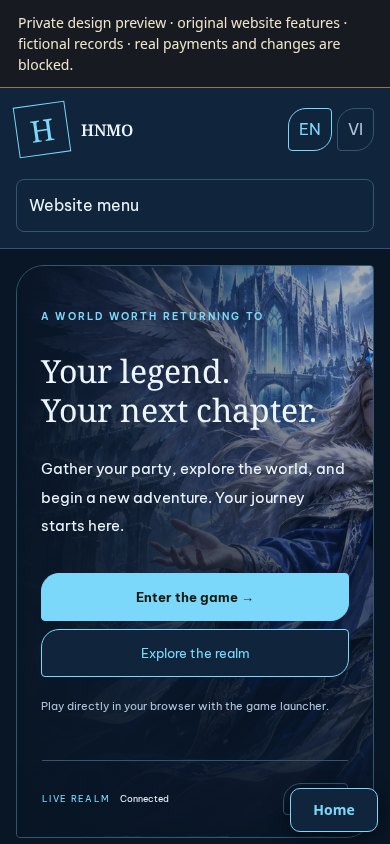 Private design preview · original website features ·
fictional records · real payments and changes are
blocked.
H
HNMO
EN
VI
Website menu
A WORLD WORTH RETURNING TO
Your legend.
Your next chapter.
Gather your party, explore the world, and
begin a new adventure. Your journey
starts here.
Enter the game →
Explore the realm
Play directly in your browser with the game launcher.
LIVE REALM Connected
Home